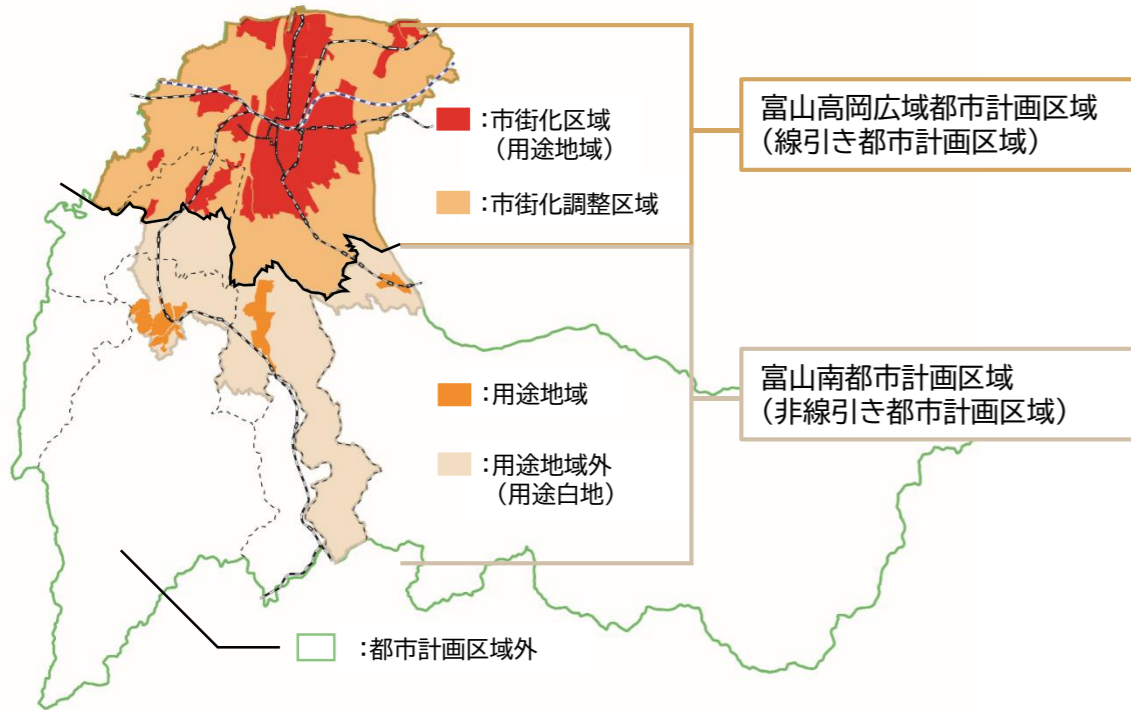 :市街化区域
（用途地域）
:市街化調整区域
富山高岡広域都市計画区域
（線引き都市計画区域）
:用途地域
:用途地域外
（用途白地）
富山南都市計画区域
（非線引き都市計画区域）
:都市計画区域外